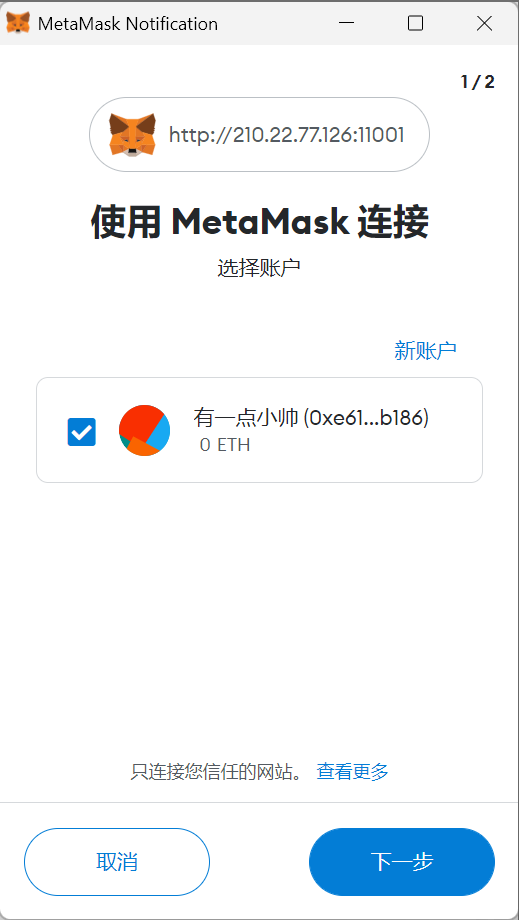 MetaMask Notification
1 / 2
http://210.22.77.126:11001
使用 MetaMask 连接
选择账户
新账户
有一点小帅 (0xe61...b186)
0 ETH
只连接您信任的网站。 查看更多
取消
下一步